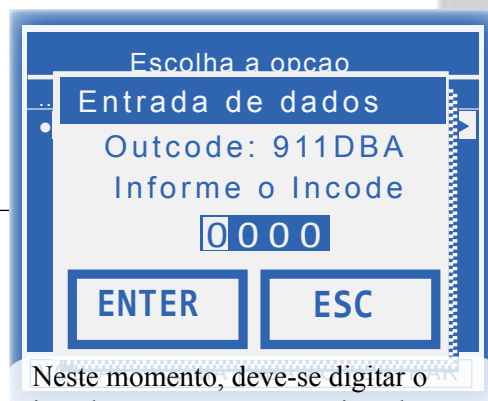 Escolha a opcao
Entrada de dados
Outcode: 911DBA
Informe o Incode
0000
ENTER ESC
Neste momento, deve-se digitar o